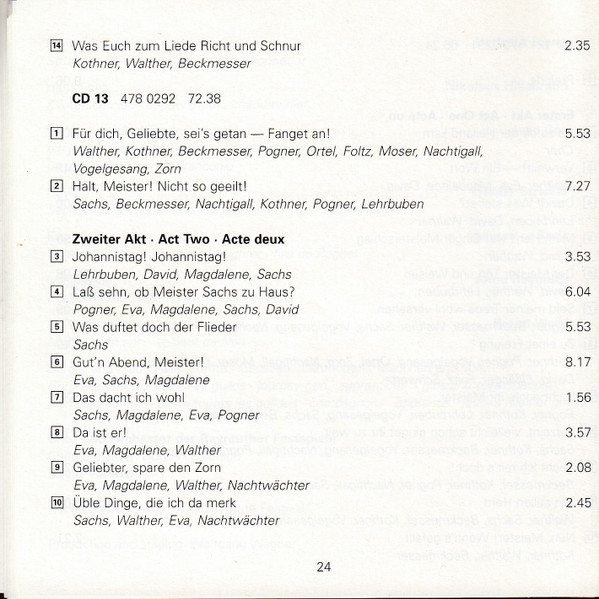 14 Was Euch zum Liede Richt und Schnur 2.35
Kothner, Walther, Beckmesser
CD 13 478 0292 72.38
1 Für dich, Geliebte, sei's getan — Fanget an! 5.53
Walther, Kothner, Beckmesser, Pogner, Ortel, Foltz, Moser, Nachtigall,
Vogelgesang, Zorn
2 Halt, Meister! Nicht so geeilt! 7.27
Sachs, Beckmesser, Nachtigall, Kothner, Pogner, Lehrbuben
Zweiter Akt · Act Two · Acte deux
3 Johannistag! Johannistag! 3.53
Lehrbuben, David, Magdalene, Sachs
4 Laß sehn, ob Meister Sachs zu Haus? 6.04
Pogner, Eva, Magdalene, Sachs, David
5 Was duftet doch der Flieder 5.53
Sachs
6 Gut'n Abend, Meister! 8.17
Eva, Sachs, Magdalene
7 Das dacht ich wohl 1.56
Sachs, Magdalene, Eva, Pogner
8 Da ist er! 3.57
Eva, Magdalene, Walther
9 Geliebter, spare den Zorn 2.08
Eva, Magdalene, Walther, Nachtwächter
10 Üble Dinge, die ich da merk 2.45
Sachs, Walther, Eva, Nachtwächter
24